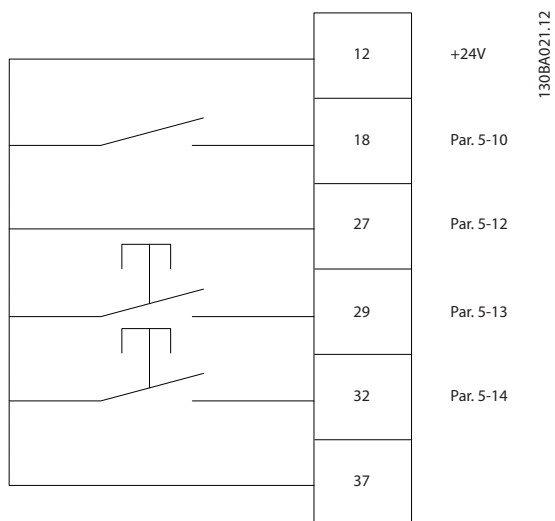 12 +24V
18 Par. 5-10
27 Par. 5-12
29 Par. 5-13
32 Par. 5-14
37
130BA021.12